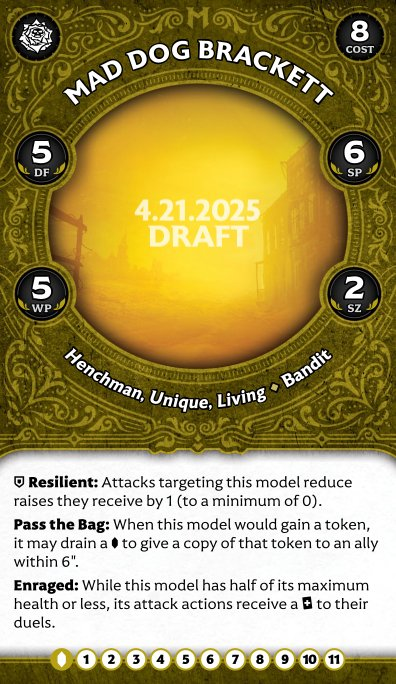 MAD DOG BRACKETT
8
COST
5
DF
6
SP
4.21.2025
DRAFT
5
WP
2
SZ
Henchman, Unique, Living ⬥ Bandit
Resilient: Attacks targeting this model reduce
raises they receive by 1 (to a minimum of 0).
Pass the Bag: When this model would gain a token,
it may drain a to give a copy of that token to an ally
within 6".
Enraged: While this model has half of its maximum
health or less, its attack actions receive a to their
duels.
1 2 3 4 5 6 7 8 9 10 11